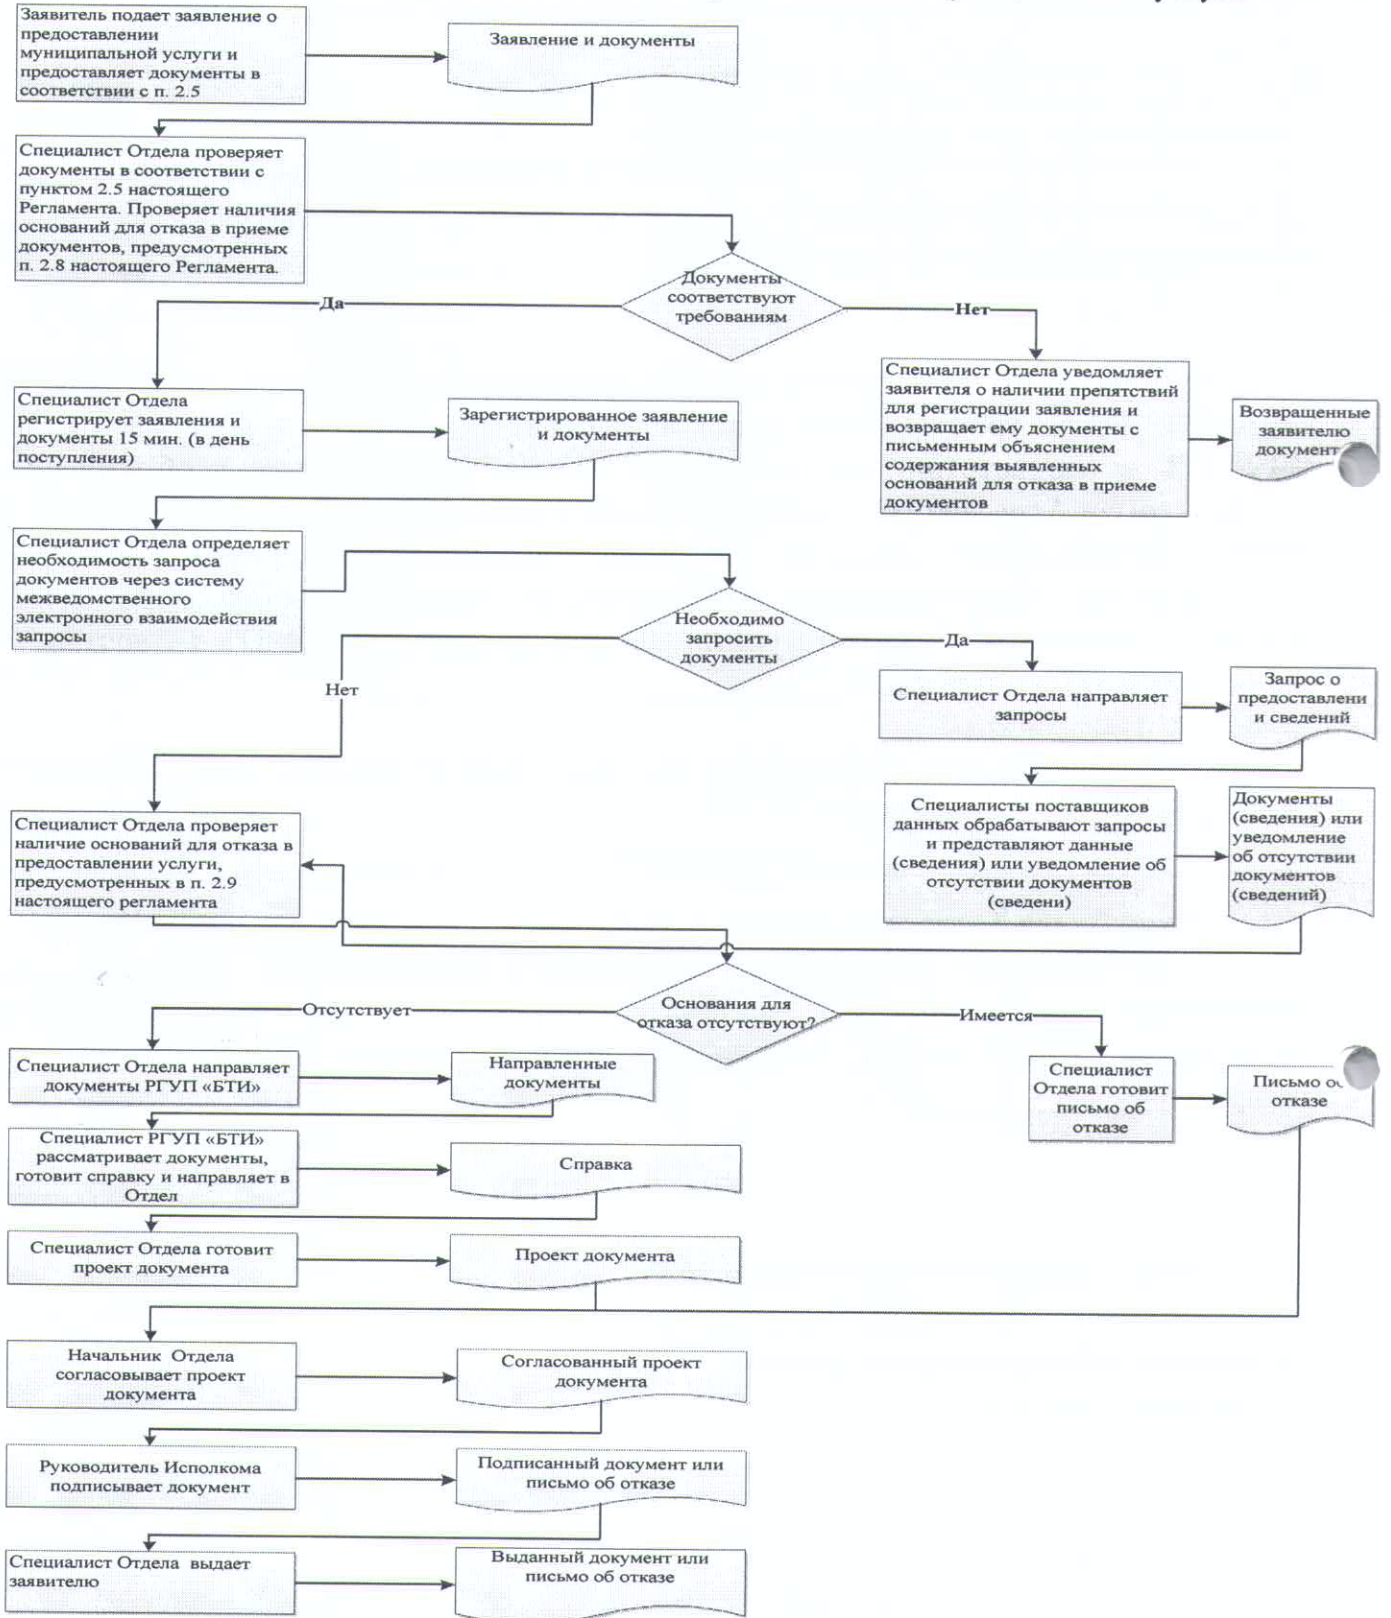 Заявитель подает заявление о
предоставлении
муниципальной услуги и
предоставляет документы в
соответствии с п. 2.5
Заявление и документы
Специалист Отдела проверяет
документы в соответствии с
пунктом 2.5 настоящего
Регламента. Проверяет наличия
оснований для отказа в приеме
документов, предусмотренных
п. 2.8 настоящего Регламента.
Документы
соответствуют
требованиям
Да
Нет
Специалист Отдела
регистрирует заявления и
документы 15 мин. (в день
поступления)
Зарегистрированное заявление
и документы
Специалист Отдела уведомляет
заявителя о наличии препятствий
для регистрации заявления и
возвращает ему документы с
письменным объяснением
содержания выявленных
оснований для отказа в приеме
документов
Возвращенные
заявителю
документ
Специалист Отдела определяет
необходимость запроса
документов через систему
межведомственного
электронного взаимодействия
запросы
Необходимо
запросить
документы
Да
Нет
Специалист Отдела направляет
запросы
Запрос о
предоставлени
и сведений
Специалисты поставщиков
данных обрабатывают запросы
и представляют данные
(сведения) или уведомление об
отсутствии документов
(сведени)
Документы
(сведения) или
уведомление
об отсутствии
документов
(сведений)
Специалист Отдела проверяет
наличие оснований для отказа в
предоставлении услуги,
предусмотренных в п. 2.9
настоящего регламента
Основания для
отказа отсутствуют?
Отсутствует
Имеется
Специалист Отдела направляет
документы РГУП «БТИ»
Направленные
документы
Специалист
Отдела готовит
письмо об
отказе
Письмо
отказе
Специалист РГУП «БТИ»
рассматривает документы,
готовит справку и направляет в
Отдел
Справка
Специалист Отдела готовит
проект документа
Проект документа
Начальник Отдела
согласовывает проект
документа
Согласованный проект
документа
Руководитель Исполкома
подписывает документ
Подписанный документ или
письмо об отказе
Специалист Отдела выдает
заявителю
Выданный документ или
письмо об отказе